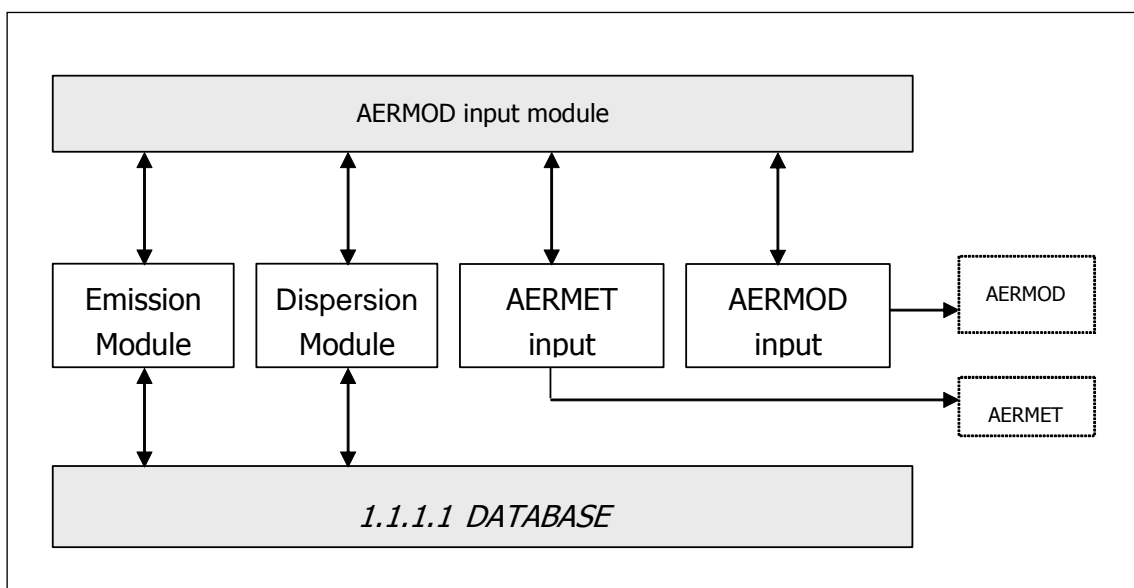 AERMOD input module
Emission
Module
Dispersion
Module
AERMET
input
AERMOD
input
AERMOD
AERMET
1.1.1.1 DATABASE